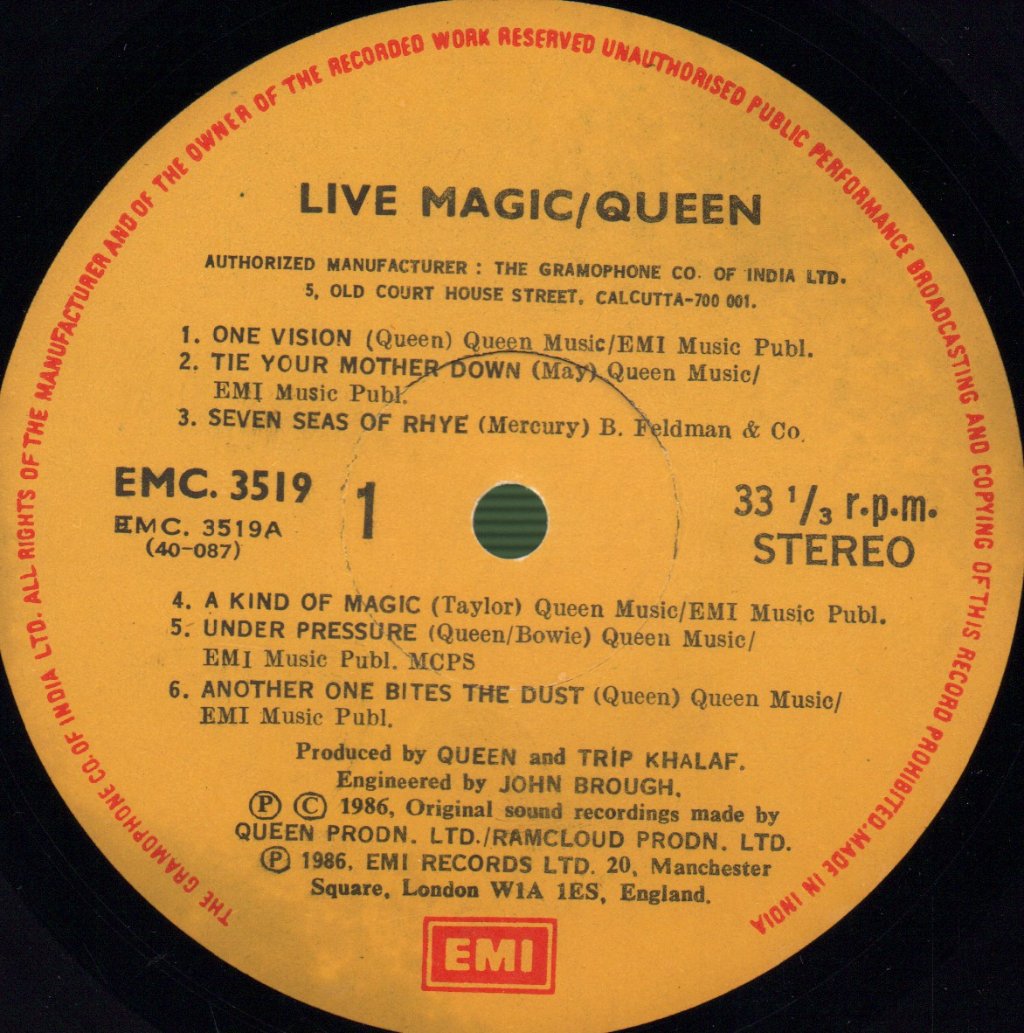 THE GRAMOPHONE CO. OF INDIA LTD. ALL RIGHTS OF THE MANUFACTURER AND OF THE OWNER OF THE RECORDED WORK RESERVED UNAUTHORISED PUBLIC PERFORMANCE BROADCASTING AND COPYING OF THIS RECORD PROHIBITED. MADE IN INDIA
LIVE MAGIC/QUEEN
AUTHORIZED MANUFACTURER : THE GRAMOPHONE CO. OF INDIA LTD.
5, OLD COURT HOUSE STREET, CALCUTTA-700 001.
1. ONE VISION (Queen) Queen Music/EMI Music Publ.
2. TIE YOUR MOTHER DOWN (May) Queen Music/
EMI Music Publ.
3. SEVEN SEAS OF RHYE (Mercury) B. Feldman & Co.
EMC. 3519
EMC. 3519A
(40-087)
1
33 1/3 r.p.m.
STEREO
4. A KIND OF MAGIC (Taylor) Queen Music/EMI Music Publ.
5. UNDER PRESSURE (Queen/Bowie) Queen Music/
EMI Music Publ. MCPS
6. ANOTHER ONE BITES THE DUST (Queen) Queen Music/
EMI Music Publ.
Produced by QUEEN and TRIP KHALAF.
Engineered by JOHN BROUGH.
Ⓟ Ⓒ 1986, Original sound recordings made by
QUEEN PRODN. LTD./RAMCLOUD PRODN. LTD.
Ⓟ 1986, EMI RECORDS LTD. 20, Manchester
Square, London W1A 1ES, England.
EMI